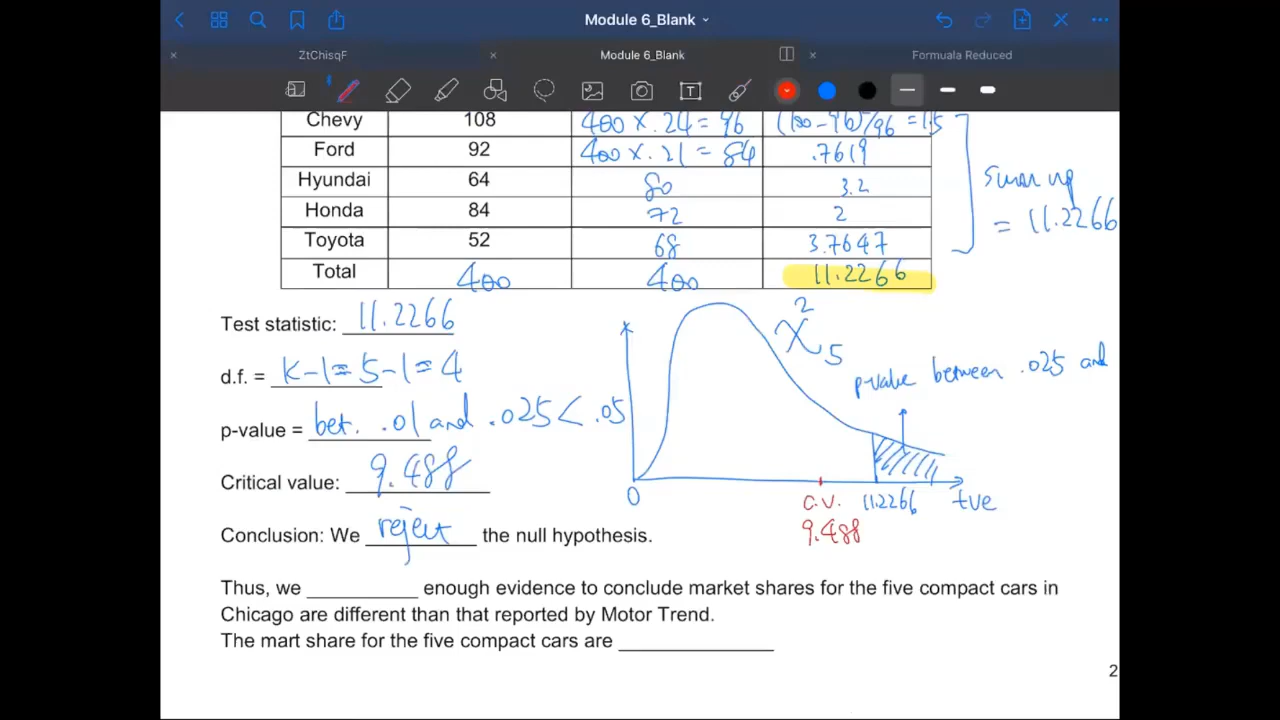 Module 6_Blank
ZtChisqF
Module 6_Blank
Formuala Reduced
Chevy 108 400 x .24 = 96 (108-96)²/96 = 1.5
Ford 92 400 x .21 = 84 .7619
Hyundai 64 80 3.2
Honda 84 72 2
Toyota 52 68 3.7647
Total 400 400 11.2266
sum up
= 11.2266
Test statistic: 11.2266
d.f. = k-1 = 5-1 = 4
p-value = bet. .01 and .025 < .05
Critical value: 9.488
Conclusion: We reject the null hypothesis.
χ²5
p-value between .025 and
0
C.V.
9.488
11.2266
+ve
Thus, we __________ enough evidence to conclude market shares for the five compact cars in
Chicago are different than that reported by Motor Trend.
The mart share for the five compact cars are __________
2